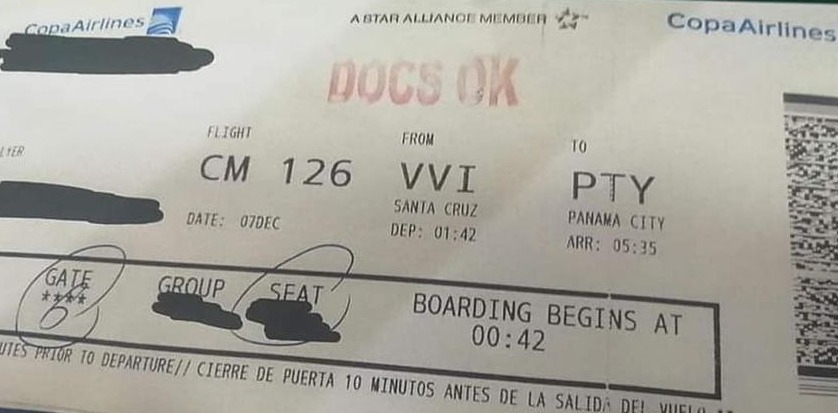 CopaAirlines
A STAR ALLIANCE MEMBER
CopaAirlines
DOCS OK
FLIGHT
FROM
TO
CM 126
VVI
PTY
SANTA CRUZ
PANAMA CITY
DATE: 07DEC
DEP: 01:42
ARR: 05:35
GATE
****
GROUP
SEAT
BOARDING BEGINS AT
00:42
PRIOR TO DEPARTURE// CIERRE DE PUERTA 10 MINUTOS ANTES DE LA SALIDA DEL VUELO